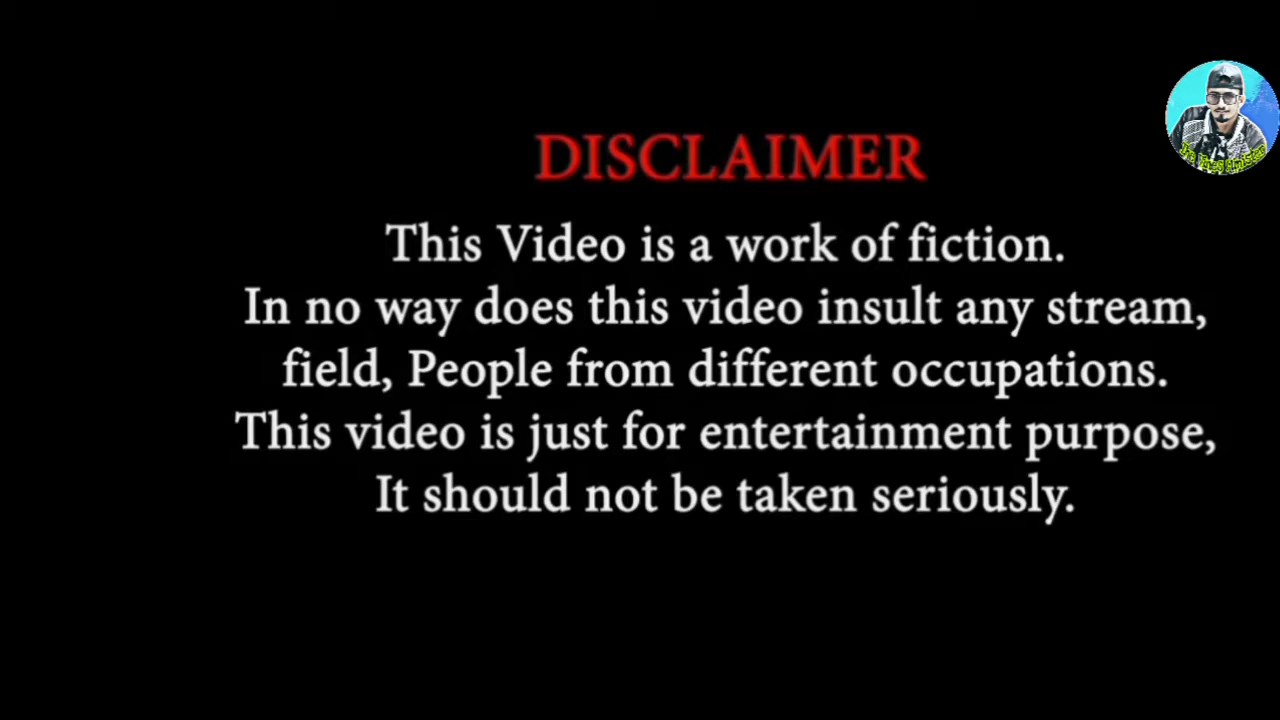 DISCLAIMER
This Video is a work of fiction.
In no way does this video insult any stream,
field, People from different occupations.
This video is just for entertainment purpose,
It should not be taken seriously.